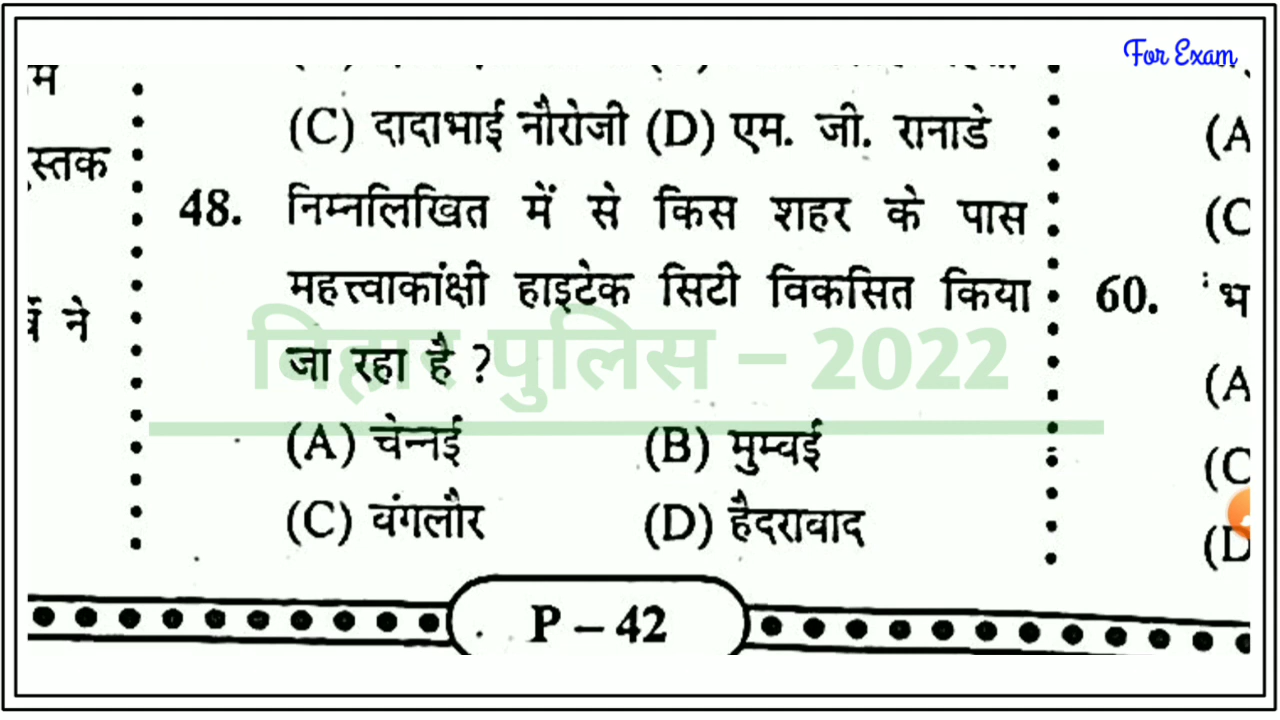 For Exam
में
(C) दादाभाई नौरोजी (D) एम. जी. रानाडे
स्तक
48. निम्नलिखित में से किस शहर के पास
महत्त्वाकांक्षी हाइटेक सिटी विकसित किया
ने
जा रहा है ?
बिहार पुलिस – 2022
(A) चेन्नई (B) मुम्वई
(C) वंगलौर (D) हैदरावाद
P – 42
(A
(C
60. भ
(A
(C
(D